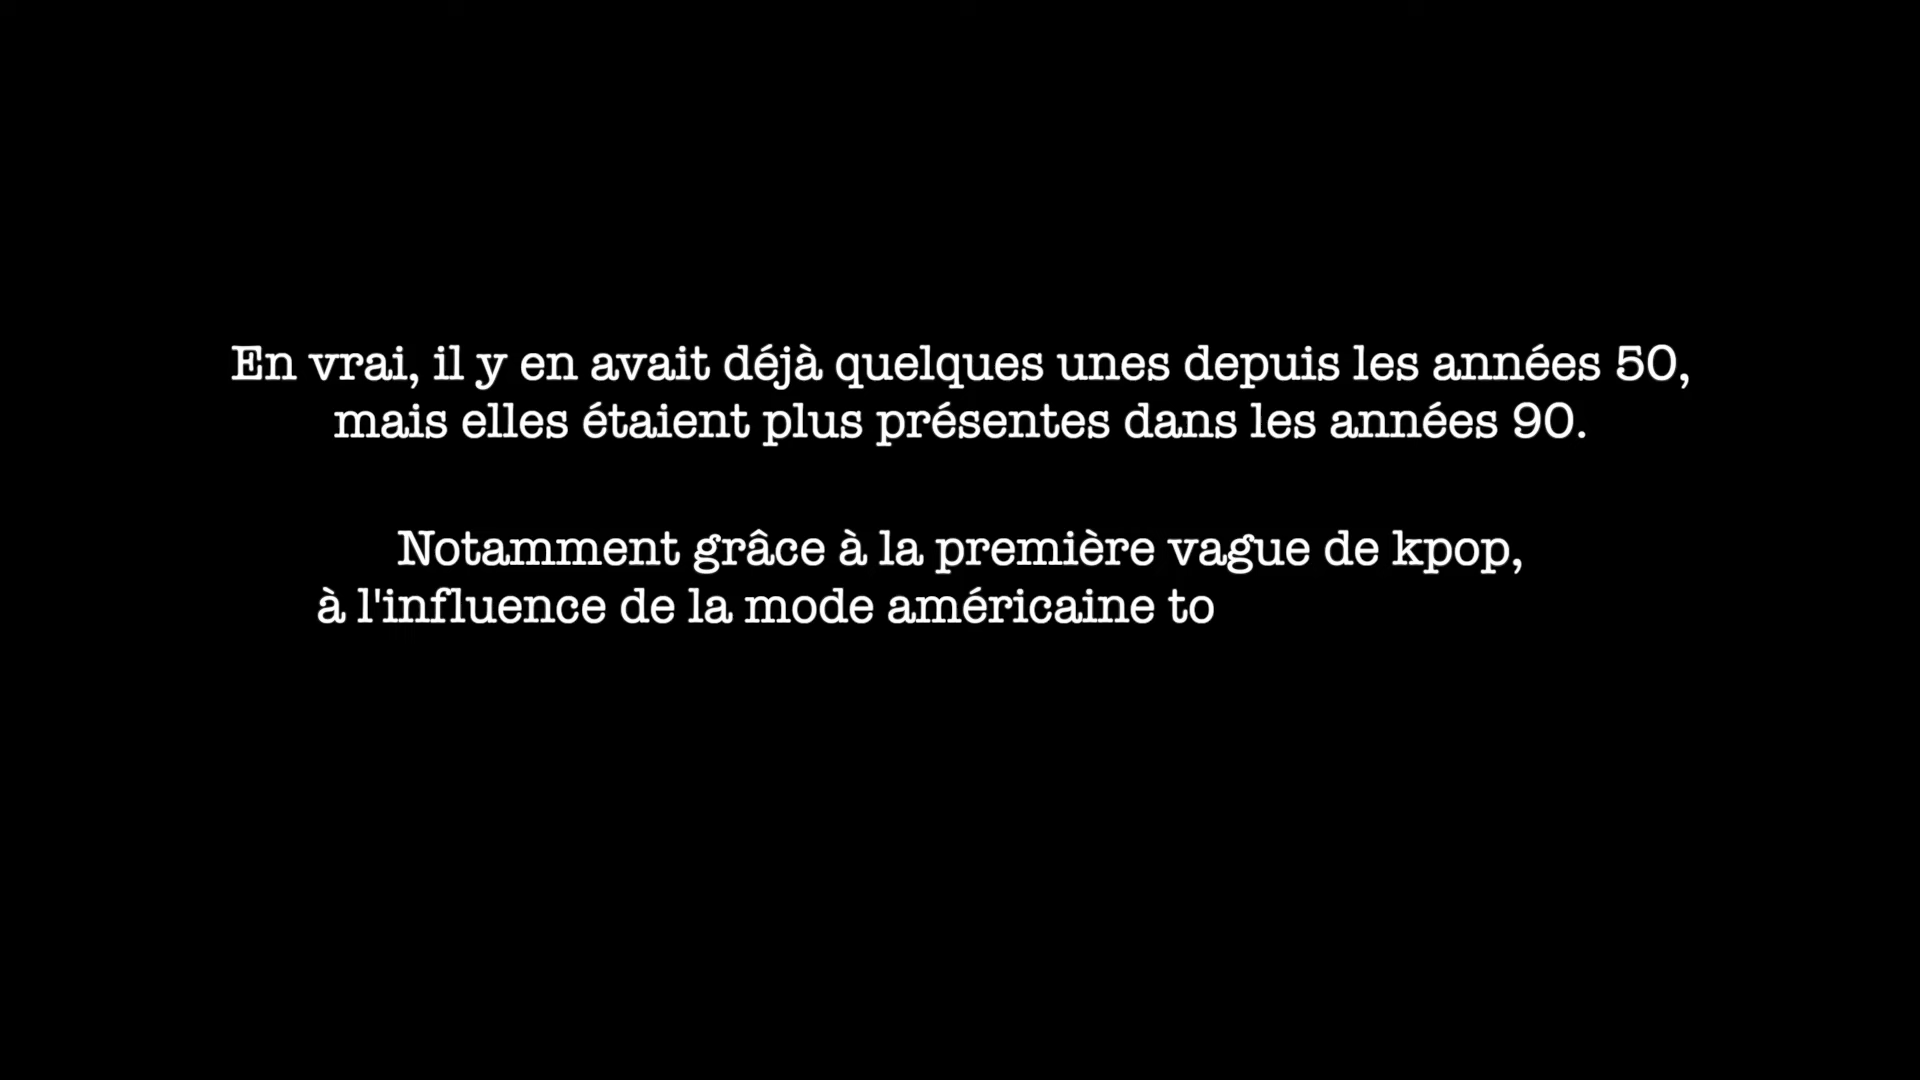 En vrai, il y en avait déjà quelques unes depuis les années 50,
mais elles étaient plus présentes dans les années 90.
Notamment grâce à la première vague de kpop,
à l'influence de la mode américaine to